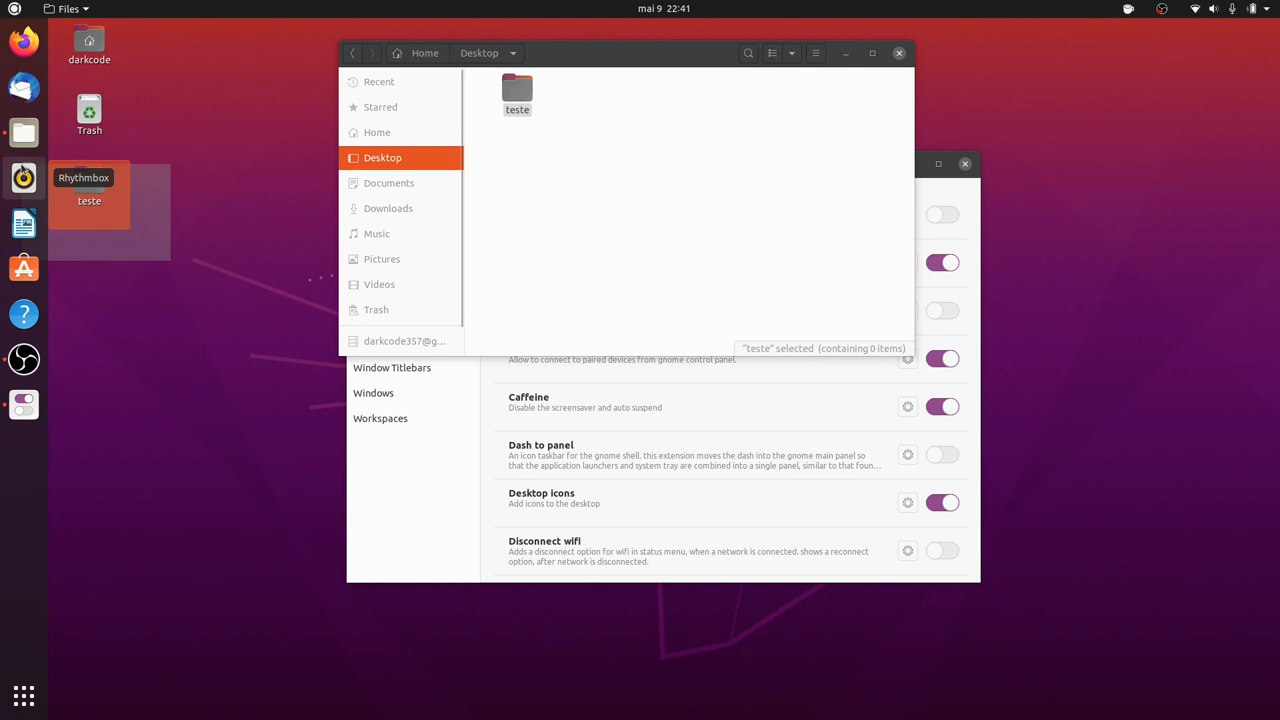 Files
mai 9 22:41
darkcode
Trash
Rhythmbox
teste
Home
Desktop
Recent
Starred
Home
Desktop
Documents
Downloads
Music
Pictures
Videos
Trash
darkcode357@g...
teste
"teste" selected (containing 0 items)
Window Titlebars
Windows
Workspaces
Allow to connect to paired devices from gnome control panel.
Caffeine
Disable the screensaver and auto suspend
Dash to panel
An icon taskbar for the gnome shell. this extension moves the dash into the gnome main panel so
that the application launchers and system tray are combined into a single panel, similar to that foun...
Desktop icons
Add icons to the desktop
Disconnect wifi
Adds a disconnect option for wifi in status menu, when a network is connected. shows a reconnect
option, after network is disconnected.